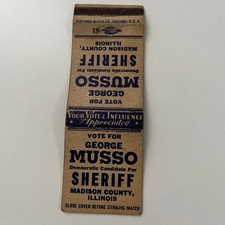 19
MADISON COUNTY,
ILLINOIS
SHERIFF
Democratic Candidate For
MUSSO
GEORGE
VOTE FOR
YOUR VOTE & INFLUENCE
Appreciated
VOTE FOR
GEORGE
MUSSO
Democratic Candidate For
SHERIFF
MADISON COUNTY,
ILLINOIS
CLOSE COVER BEFORE STRIKING MATCH